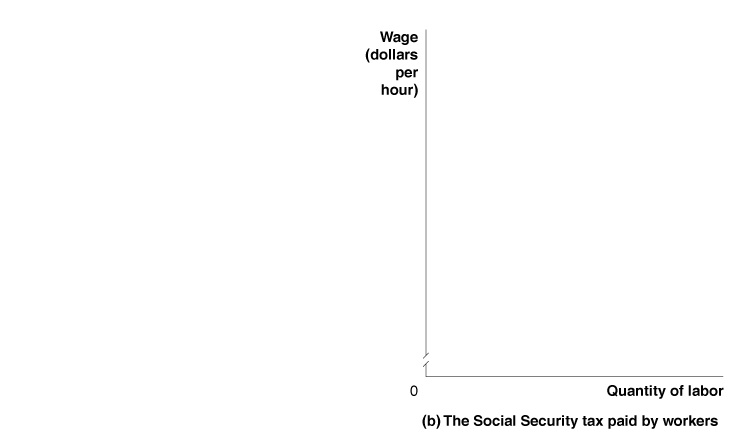 Wage
(dollars
per
hour)
0
Quantity of labor
(b) The Social Security tax paid by workers